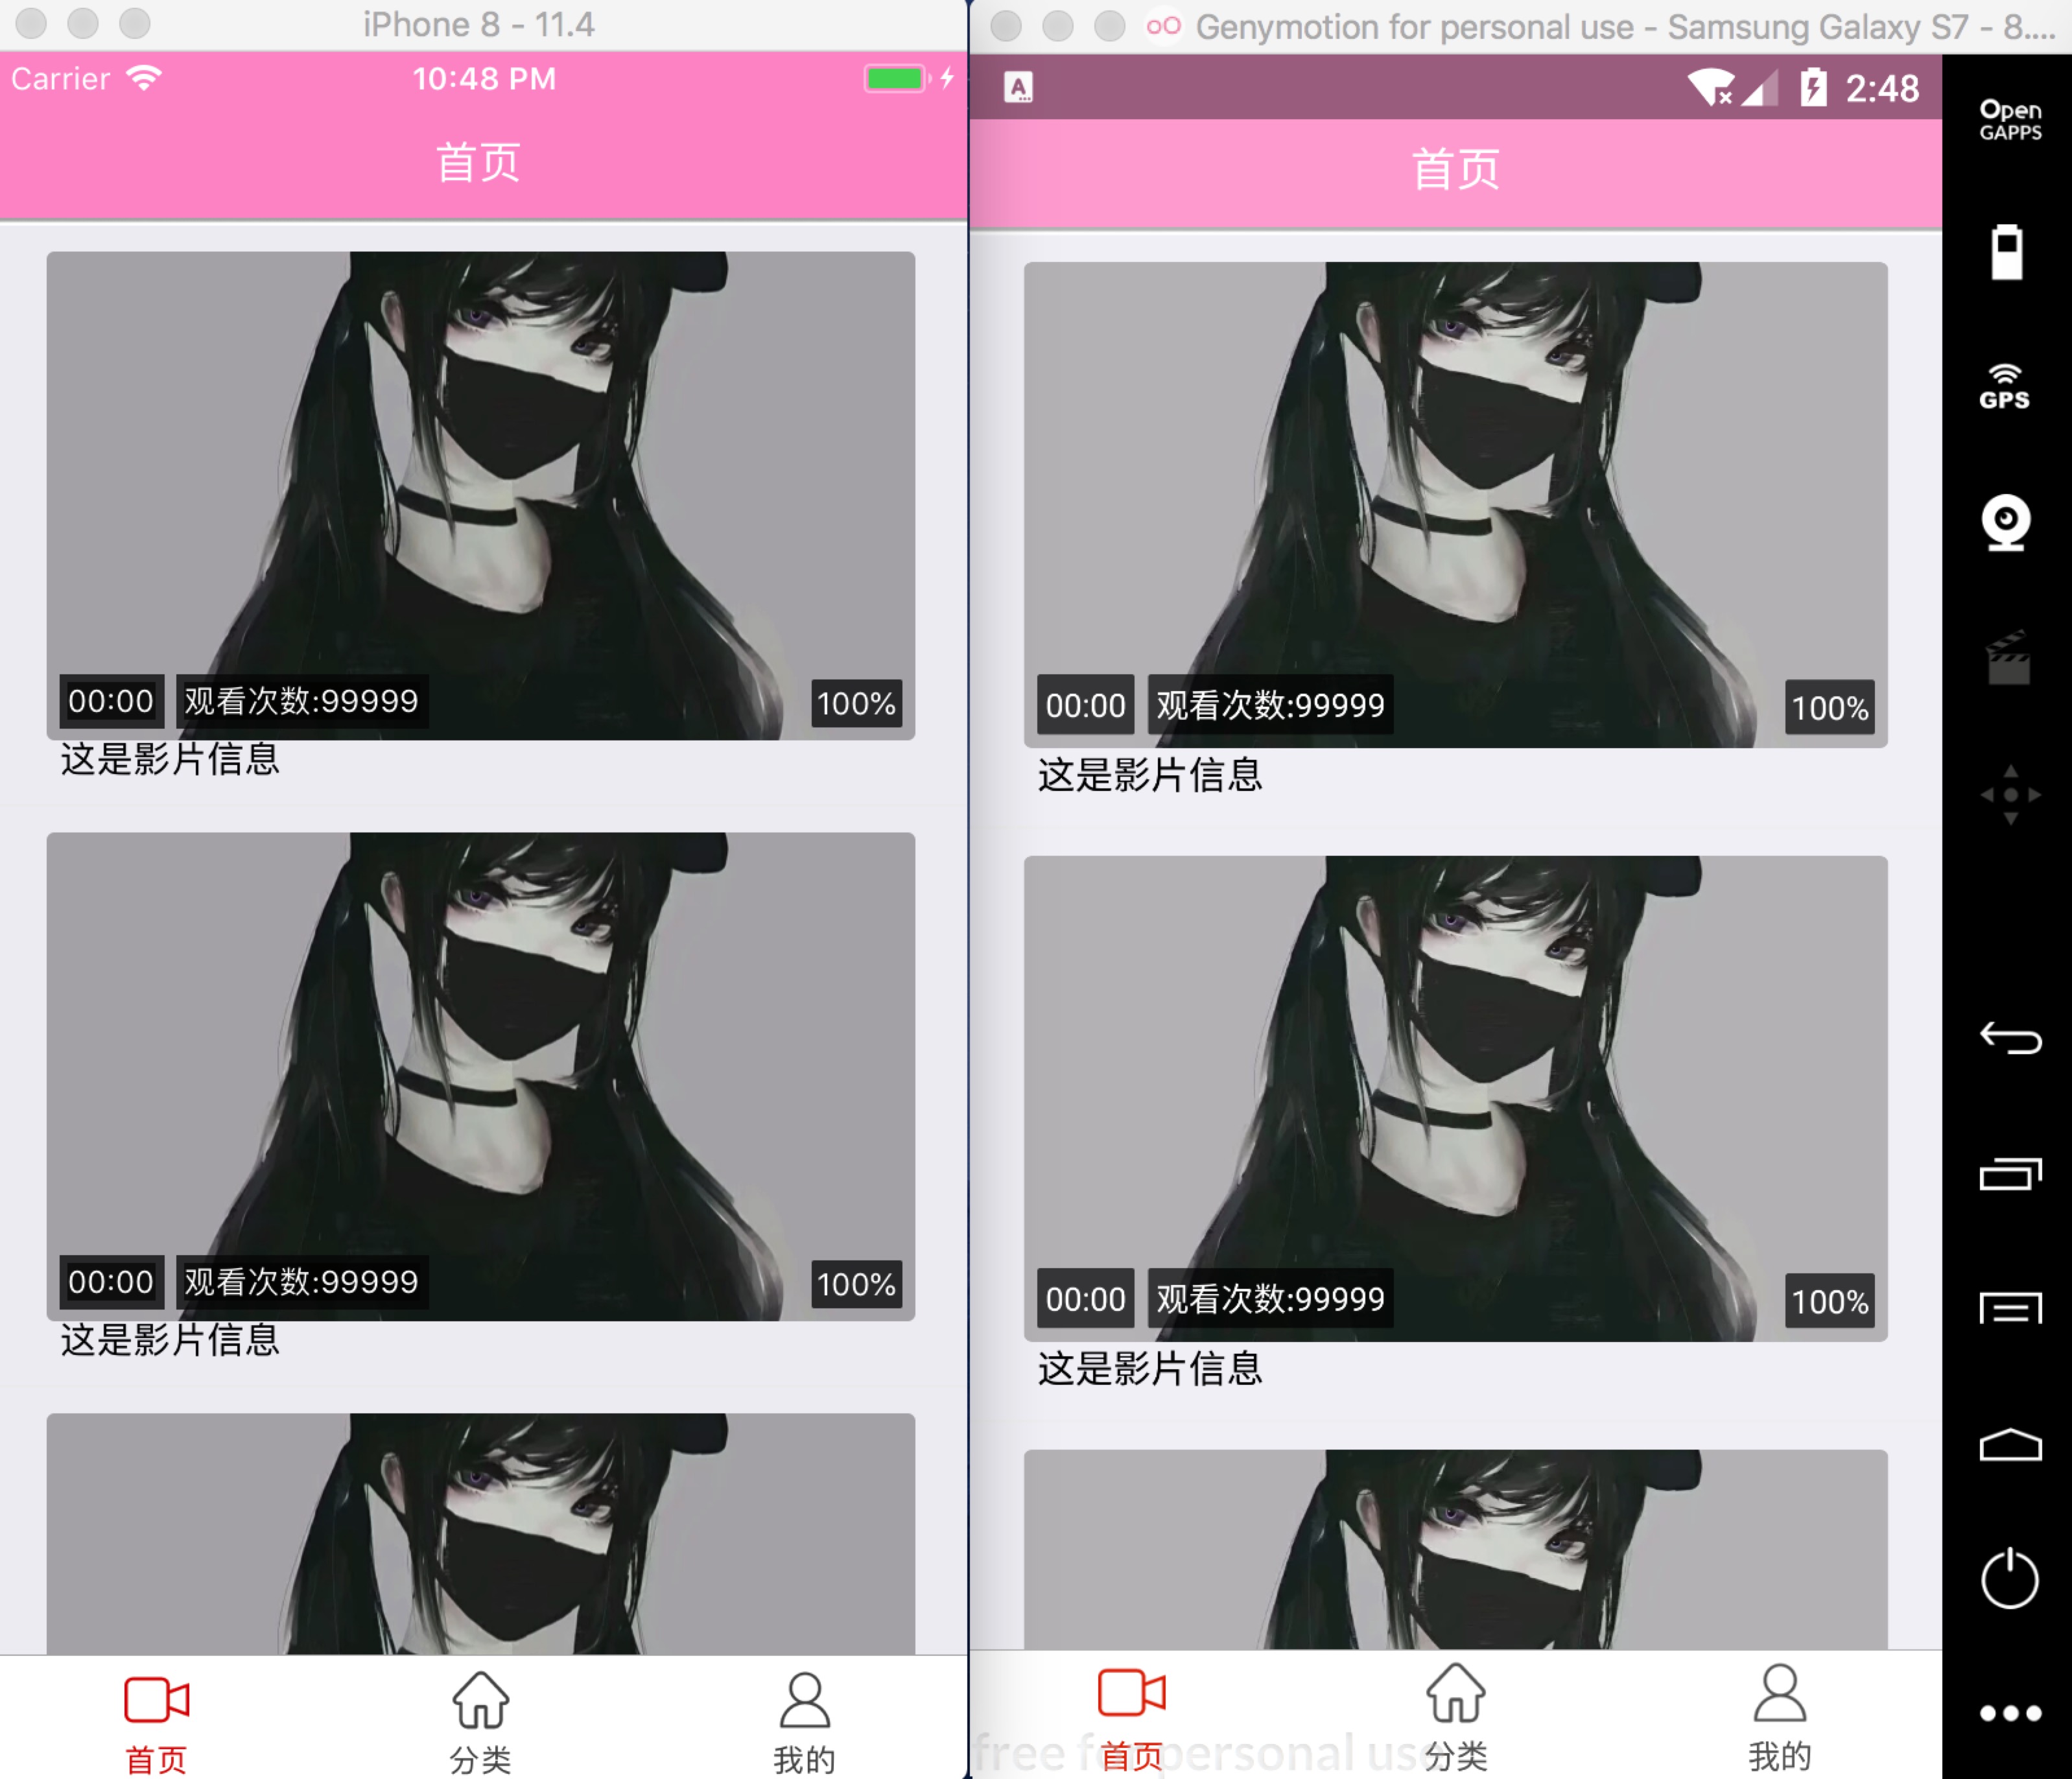 iPhone 8 - 11.4
Carrier 10:48 PM
首页
00:00 观看次数:99999 100%
这是影片信息
00:00 观看次数:99999 100%
这是影片信息
首页 分类 我的
Genymotion for personal use - Samsung Galaxy S7 - 8....
A 2:48
首页
00:00 观看次数:99999 100%
这是影片信息
00:00 观看次数:99999 100%
这是影片信息
free for personal use
首页 分类 我的
Open
GAPPS
GPS